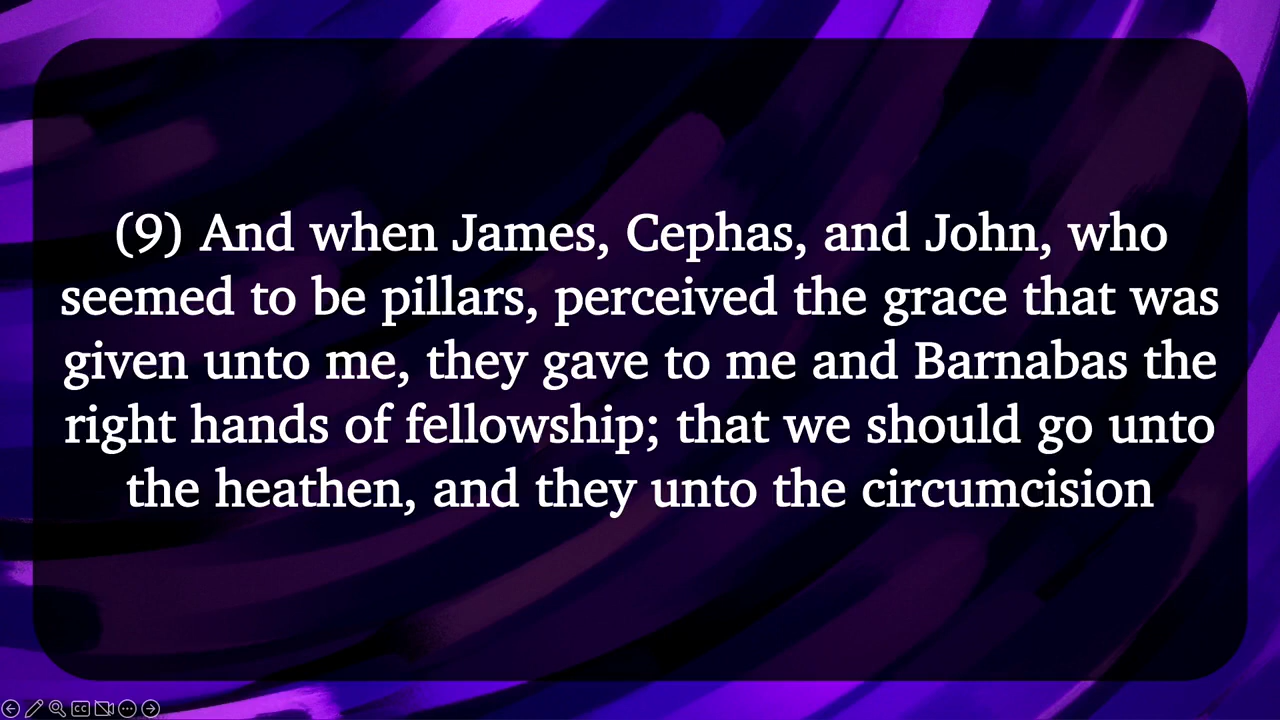 (9) And when James, Cephas, and John, who
seemed to be pillars, perceived the grace that was
given unto me, they gave to me and Barnabas the
right hands of fellowship; that we should go unto
the heathen, and they unto the circumcision